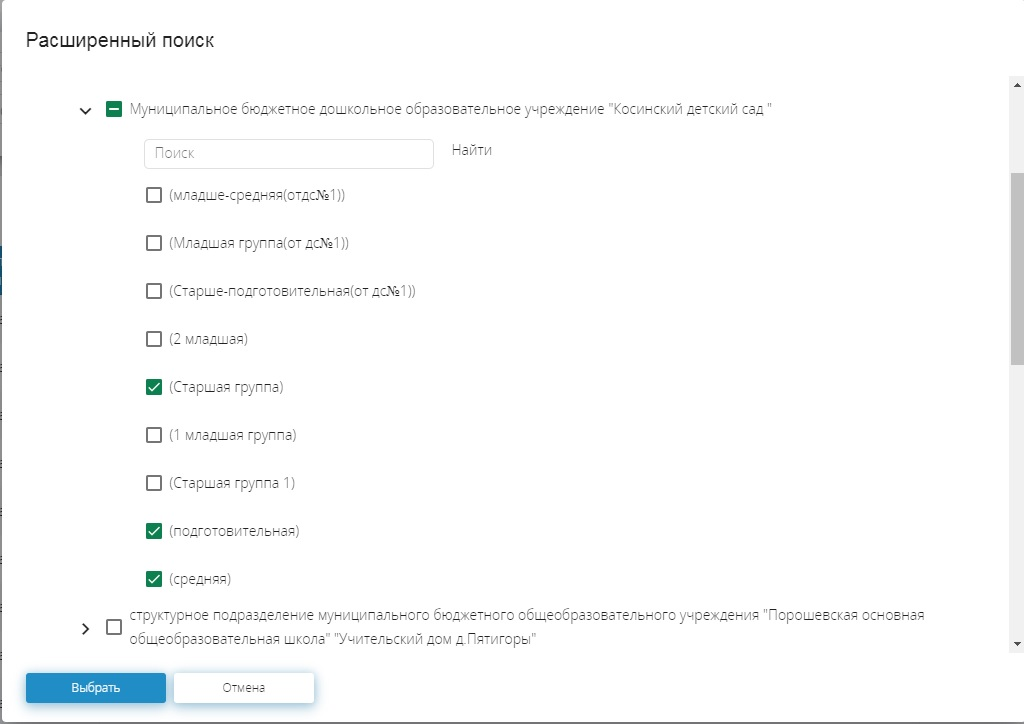 Расширенный поиск
Муниципальное бюджетное дошкольное образовательное учреждение "Косинский детский сад "
Поиск
Найти
(младше-средняя(отдс№1))
(Младшая группа(от дс№1))
(Старше-подготовительная(от дс№1))
(2 младшая)
(Старшая группа)
(1 младшая группа)
(Старшая группа 1)
(подготовительная)
(средняя)
структурное подразделение муниципального бюджетного общеобразовательного учреждения "Порошевская основная
общеобразовательная школа" "Учительский дом д.Пятигоры"
Выбрать
Отмена